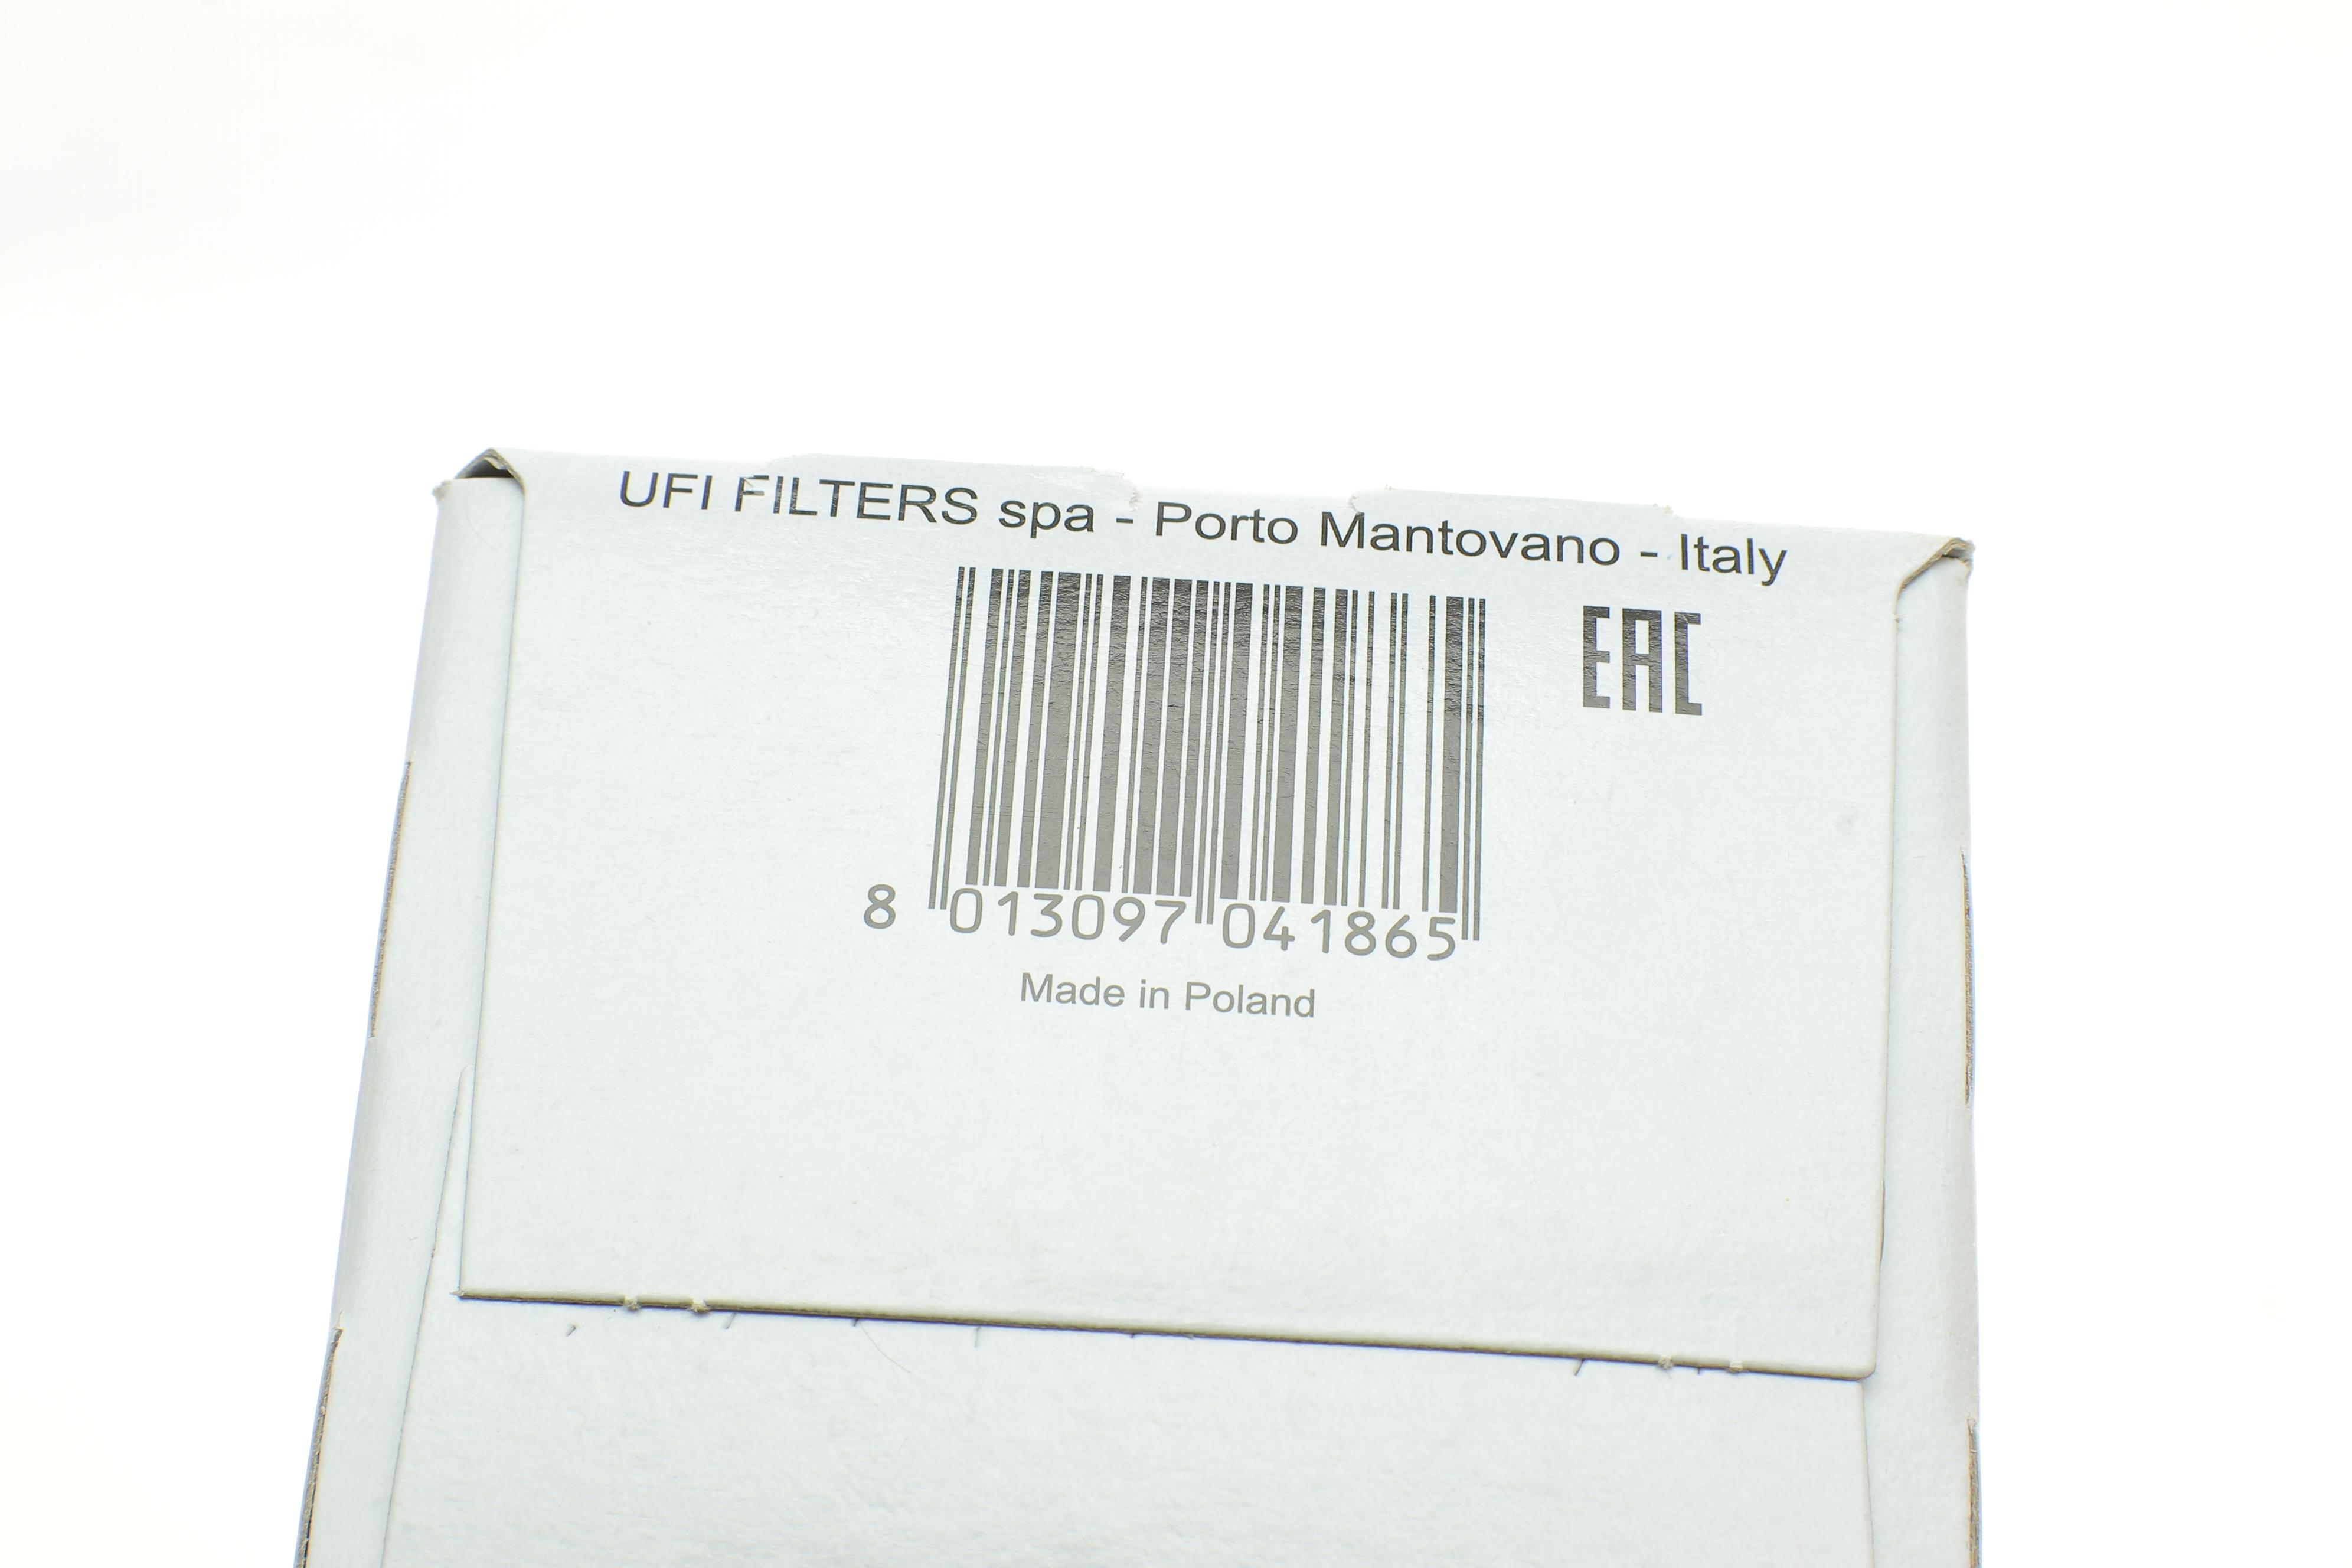 UFI FILTERS spa - Porto Mantovano - Italy
EAC
8 013097 041865
Made in Poland